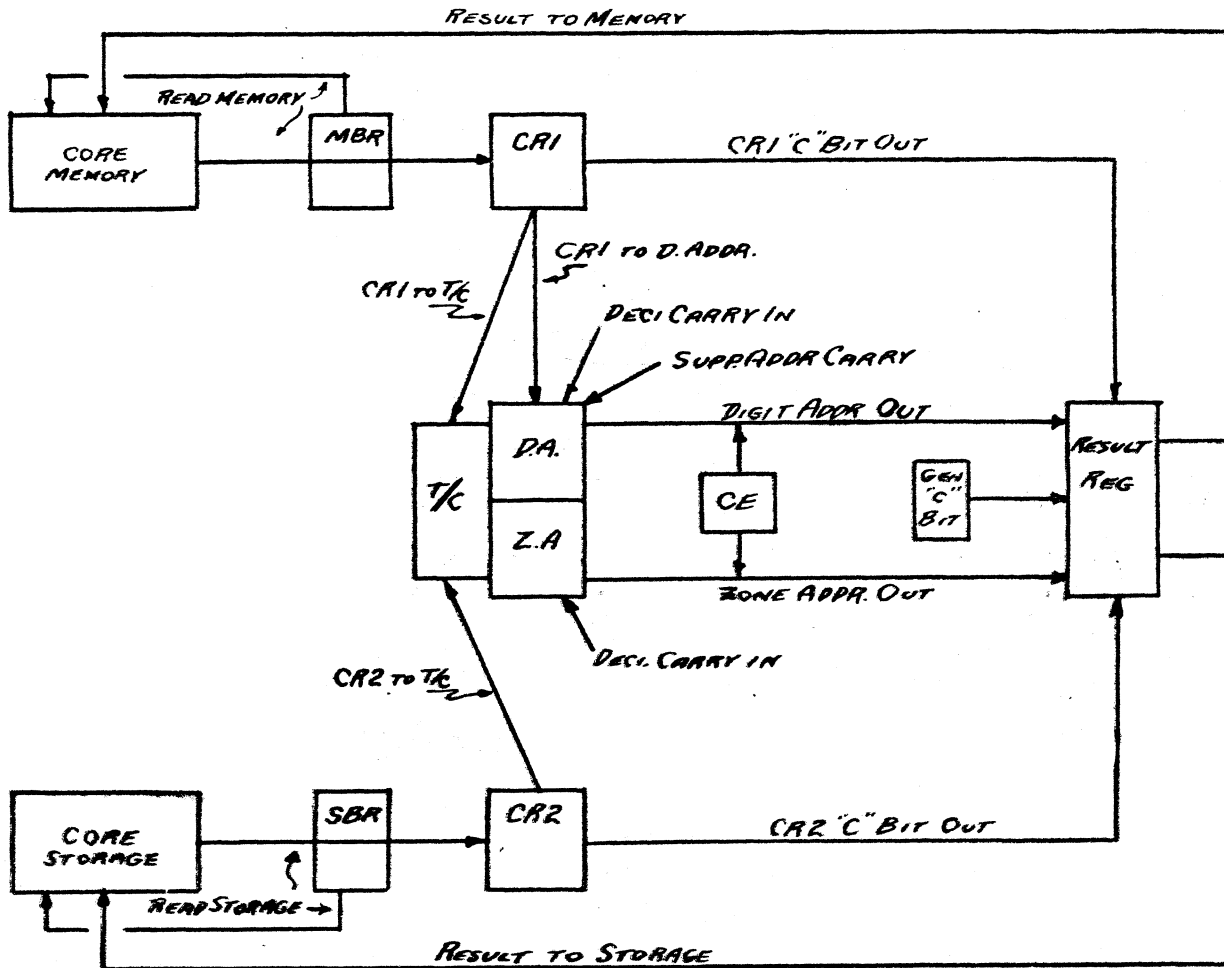 RESULT TO MEMORY
READ MEMORY
CORE
MEMORY
MBR
CR1
CR1 "C" BIT OUT
CR1 TO D. ADDR.
CR1 TO T/C
DECI. CARRY IN
SUPP. ADDR CARRY
DIGIT ADDR OUT
D.A.
T/C
Z.A
CE
GEN
"C"
BIT
RESULT
REG
ZONE ADDR. OUT
DECI. CARRY IN
CR2 TO T/C
CORE
STORAGE
SBR
CR2
CR2 "C" BIT OUT
READ STORAGE
RESULT TO STORAGE